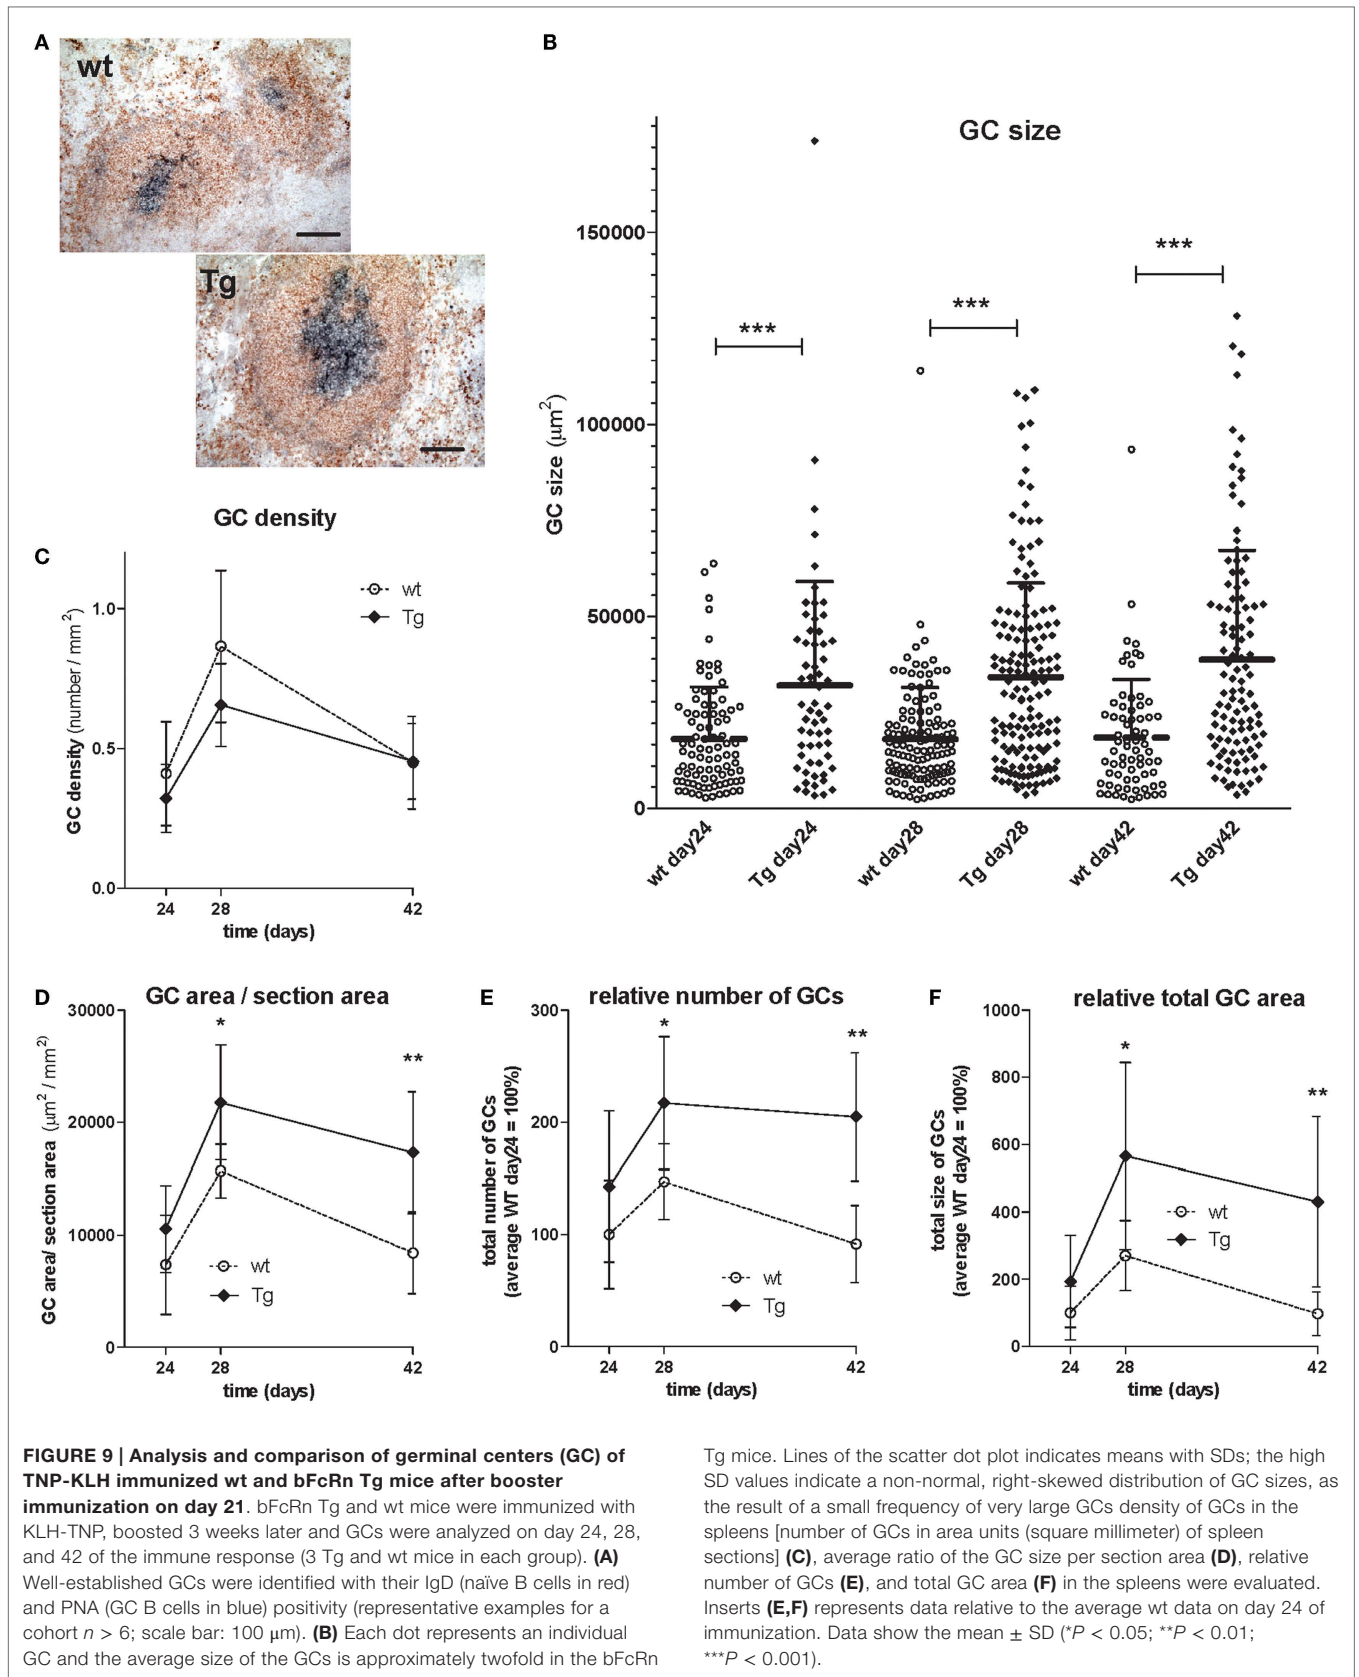 A
wt
Tg
B
GC size
GC size (µm²)
150000
100000
50000
0
***
***
***
wt day24
Tg day24
wt day28
Tg day28
wt day42
Tg day42
C
GC density
GC density (number / mm²)
1.0
0.5
0.0
wt
Tg
24
28
42
time (days)
D
GC area / section area
GC area/ section area (µm² / mm²)
30000
20000
10000
0
*
**
wt
Tg
24
28
42
time (days)
E
relative number of GCs
total number of GCs
(average WT day24 = 100%)
300
200
100
0
*
**
wt
Tg
24
28
42
time (days)
F
relative total GC area
total size of GCs
(average WT day24 = 100%)
1000
800
600
400
200
0
*
**
wt
Tg
24
28
42
time (days)
FIGURE 9 | Analysis and comparison of germinal centers (GC) of
TNP-KLH immunized wt and bFcRn Tg mice after booster
immunization on day 21. bFcRn Tg and wt mice were immunized with
KLH-TNP, boosted 3 weeks later and GCs were analyzed on day 24, 28,
and 42 of the immune response (3 Tg and wt mice in each group). (A)
Well-established GCs were identified with their IgD (naïve B cells in red)
and PNA (GC B cells in blue) positivity (representative examples for a
cohort n > 6; scale bar: 100 µm). (B) Each dot represents an individual
GC and the average size of the GCs is approximately twofold in the bFcRn
Tg mice. Lines of the scatter dot plot indicates means with SDs; the high
SD values indicate a non-normal, right-skewed distribution of GC sizes, as
the result of a small frequency of very large GCs density of GCs in the
spleens [number of GCs in area units (square millimeter) of spleen
sections] (C), average ratio of the GC size per section area (D), relative
number of GCs (E), and total GC area (F) in the spleens were evaluated.
Inserts (E,F) represents data relative to the average wt data on day 24 of
immunization. Data show the mean ± SD (*P < 0.05; **P < 0.01;
***P < 0.001).